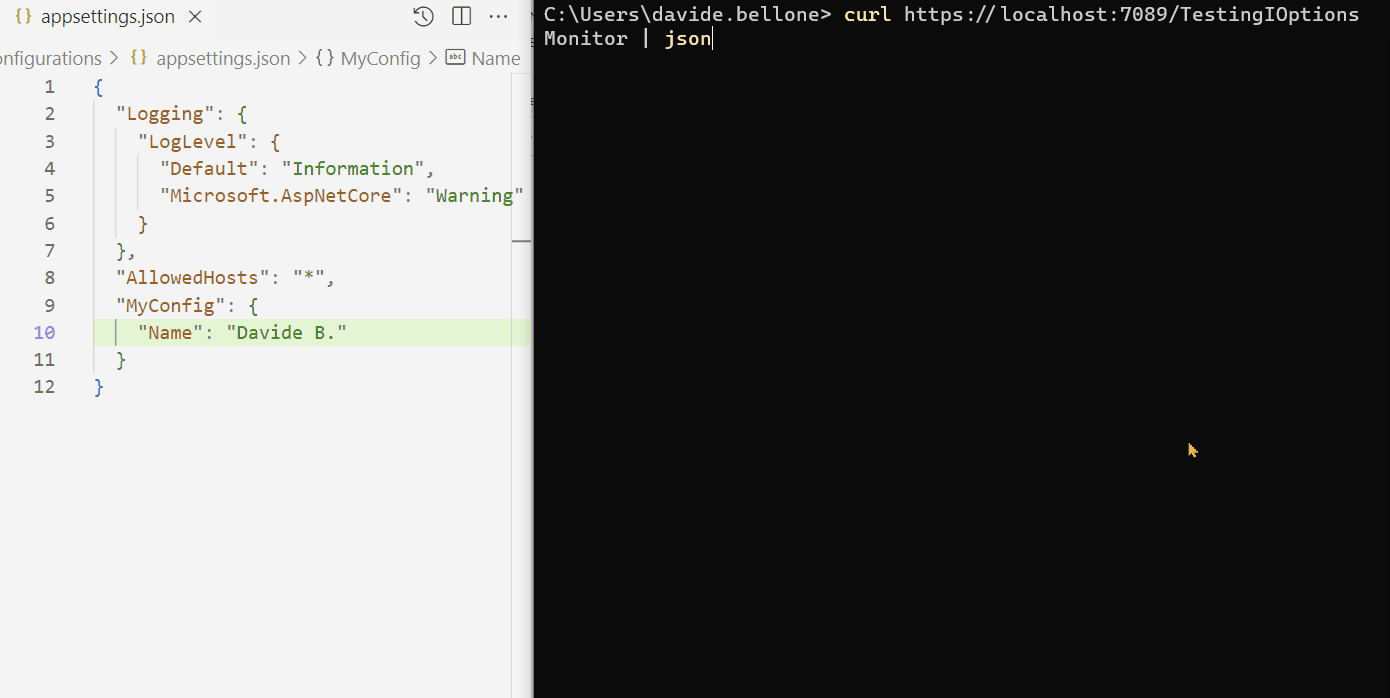 appsettings.json
onfigurations > appsettings.json > MyConfig > abc Name
1 {
2 "Logging": {
3 "LogLevel": {
4 "Default": "Information",
5 "Microsoft.AspNetCore": "Warning"
6 }
7 },
8 "AllowedHosts": "*",
9 "MyConfig": {
10 "Name": "Davide B."
11 }
12 }
C:\Users\davide.bellone> curl https://localhost:7089/TestingIOptions
Monitor | json